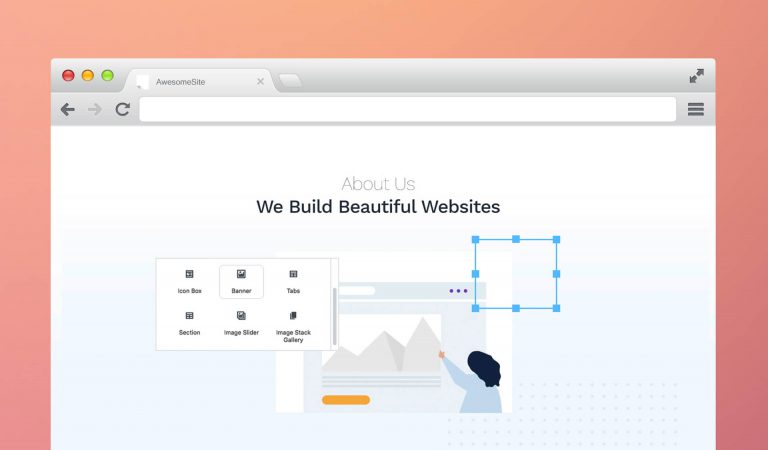 AwesomeSite
About Us
We Build Beautiful Websites
Icon Box
Banner
Tabs
Section
Image Slider
Image Stack
Gallery